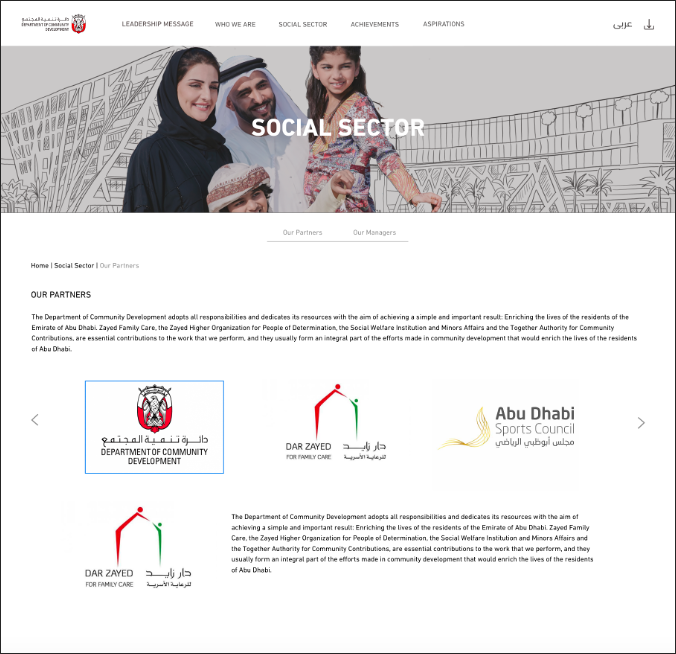 دائرة تنمية المجتمع
DEPARTMENT OF COMMUNITY
DEVELOPMENT
LEADERSHIP MESSAGE
WHO WE ARE
SOCIAL SECTOR
ACHIEVEMENTS
ASPIRATIONS
عربى
SOCIAL SECTOR
Our Partners
Our Managers
Home | Social Sector | Our Partners
OUR PARTNERS
The Department of Community Development adopts all responsibilities and dedicates its resources with the aim of achieving a simple and important result: Enriching the lives of the residents of the
Emirate of Abu Dhabi. Zayed Family Care, the Zayed Higher Organization for People of Determination, the Social Welfare Institution and Minors Affairs and the Together Authority for Community
Contributions, are essential contributions to the work that we perform, and they usually form an integral part of the efforts made in community development that would enrich the lives of the residents
of Abu Dhabi.
دائرة تنمية المجتمع
DEPARTMENT OF COMMUNITY
DEVELOPMENT
DAR ZAYED دار زايد
FOR FAMILY CARE للرعاية الأسرية
Abu Dhabi
Sports Council
مجلس أبوظبي الرياضي
DAR ZAYED دار زايد
FOR FAMILY CARE للرعاية الأسرية
The Department of Community Development adopts all responsibilities and dedicates its resources with the aim of
achieving a simple and important result: Enriching the lives of the residents of the Emirate of Abu Dhabi. Zayed Family
Care, the Zayed Higher Organization for People of Determination, the Social Welfare Institution and Minors Affairs and
the Together Authority for Community Contributions, are essential contributions to the work that we perform, and they
usually form an integral part of the efforts made in community development that would enrich the lives of the residents
of Abu Dhabi.